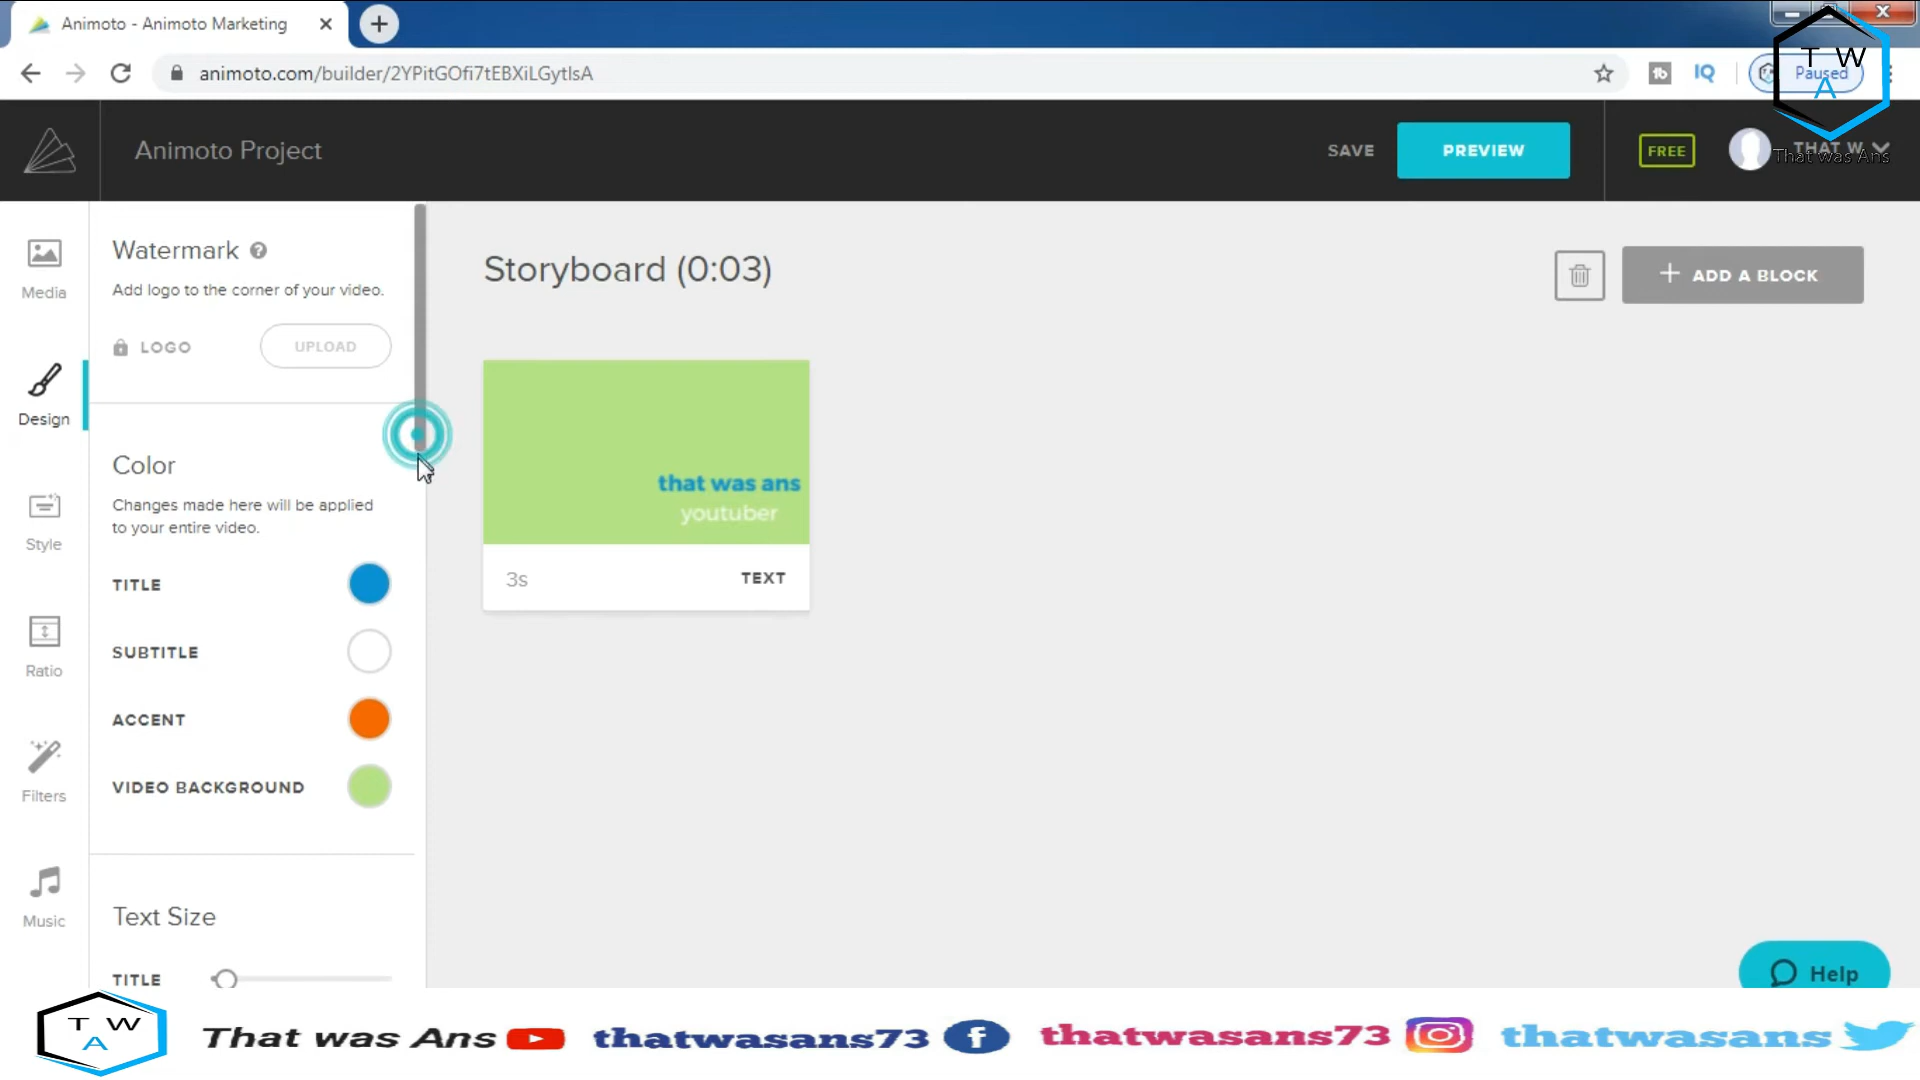 Animoto - Animoto Marketing
animoto.com/builder/2YPitGOfi7tEBXiLGytlsA
tb
IQ
Paused
T W
A
That was Ans
Animoto Project
SAVE
PREVIEW
FREE
THAT W
Media
Design
Style
Ratio
Filters
Music
Watermark ?
Add logo to the corner of your video.
LOGO
UPLOAD
Color
Changes made here will be applied
to your entire video.
TITLE
SUBTITLE
ACCENT
VIDEO BACKGROUND
Text Size
TITLE
Storyboard (0:03)
+ ADD A BLOCK
that was ans
youtuber
3s
TEXT
Help
T W
A
That was Ans
thatwasans73
thatwasans73
thatwasans